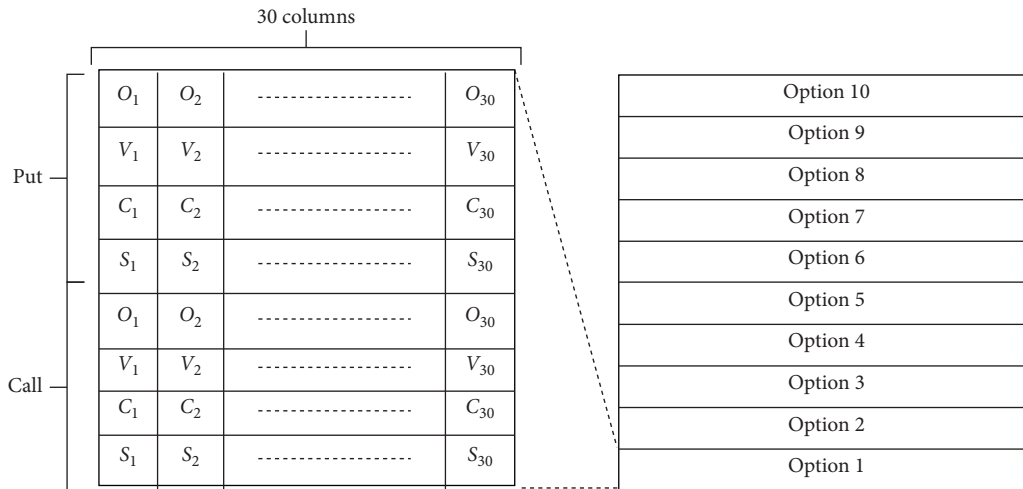 30 columns
O₁ O₂ O₃₀
V₁ V₂ V₃₀
Put
C₁ C₂ C₃₀
S₁ S₂ S₃₀
O₁ O₂ O₃₀
V₁ V₂ V₃₀
Call
C₁ C₂ C₃₀
S₁ S₂ S₃₀
Option 10
Option 9
Option 8
Option 7
Option 6
Option 5
Option 4
Option 3
Option 2
Option 1